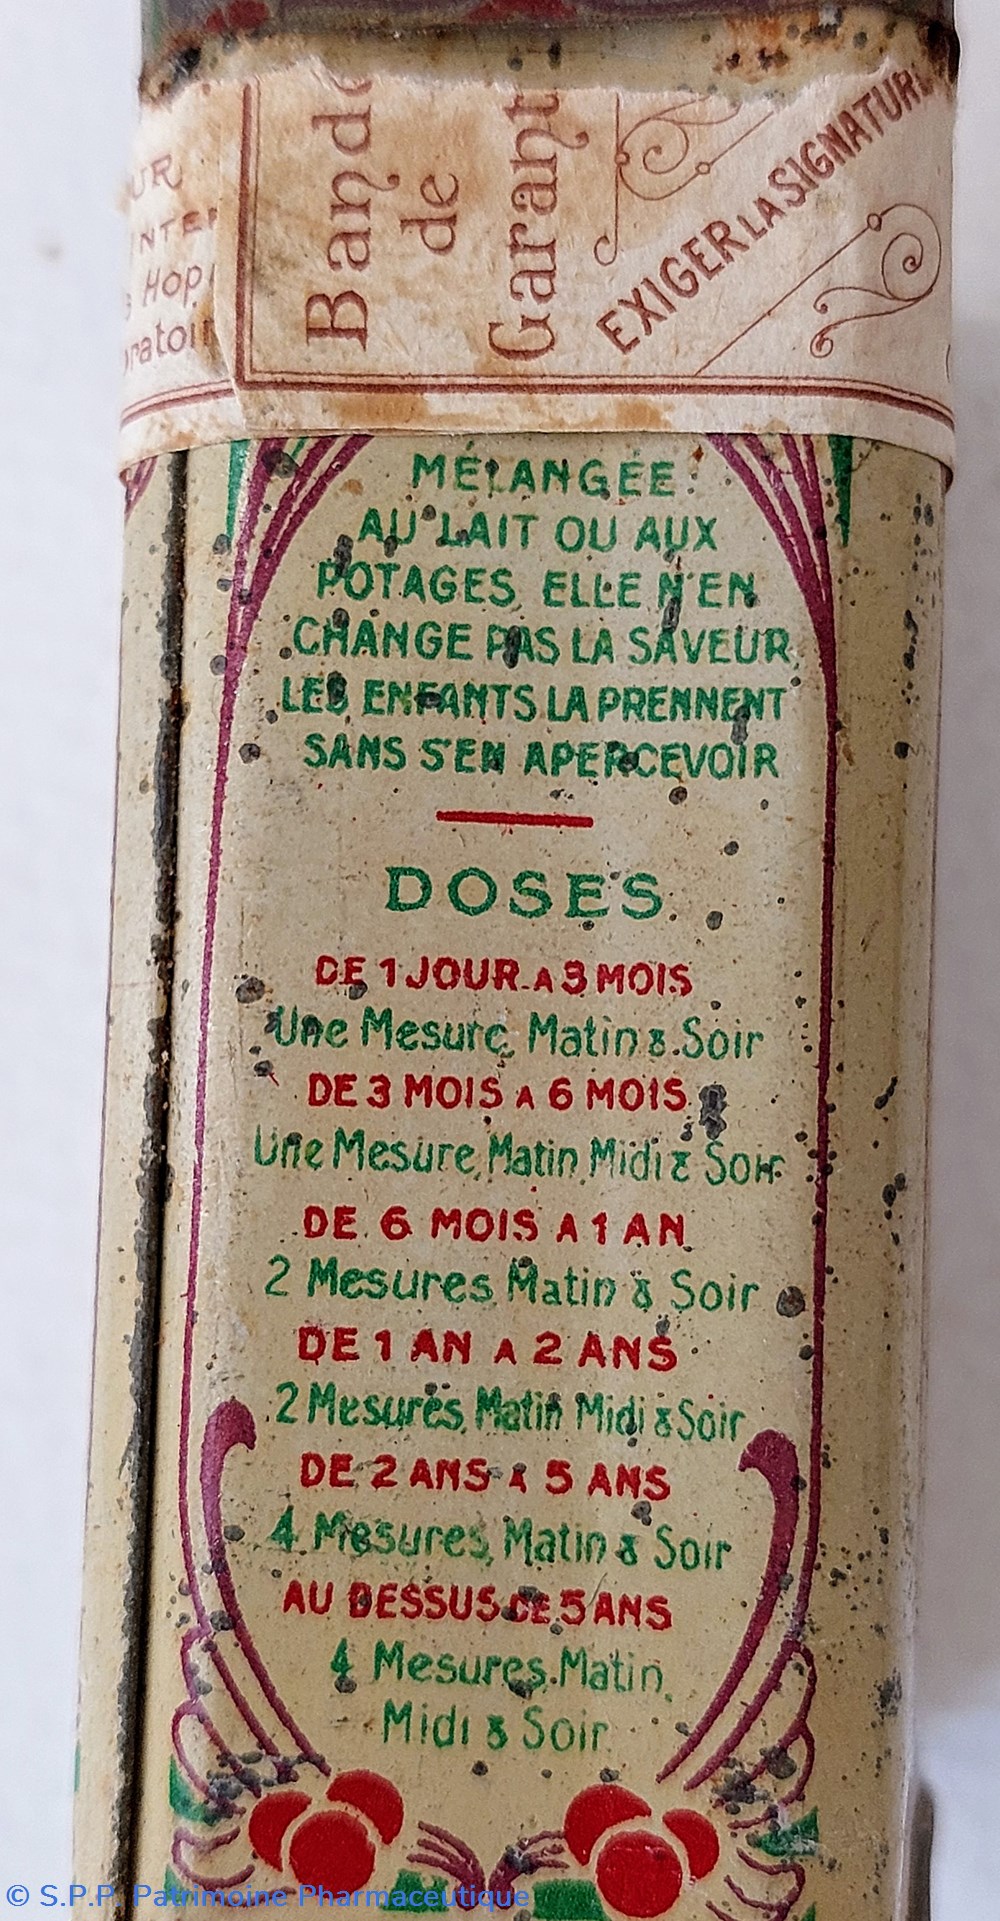 UR
Hop
Bande
de
Garant
EXIGER LA SIGNATURE
MÉLANGÉE
AU LAIT OU AUX
POTAGES ELLE N'EN
CHANGE PAS LA SAVEUR
LES ENFANTS LA PRENNENT
SANS S'EN APERCEVOIR
DOSES
DE 1 JOUR A 3 MOIS
Une Mesure, Matin & Soir
DE 3 MOIS A 6 MOIS
Une Mesure, Matin, Midi & Soir
DE 6 MOIS A 1 AN
2 Mesures Matin & Soir
DE 1 AN A 2 ANS
2 Mesures, Matin Midi & Soir
DE 2 ANS A 5 ANS
4 Mesures, Matin & Soir
AU DESSUS DE 5 ANS
4 Mesures, Matin,
Midi & Soir
© S.P.P. Patrimoine Pharmaceutique